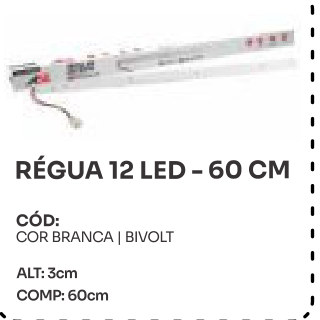 RÉGUA 12 LED - 60 CM
CÓD:
COR BRANCA | BIVOLT
ALT: 3cm
COMP: 60cm